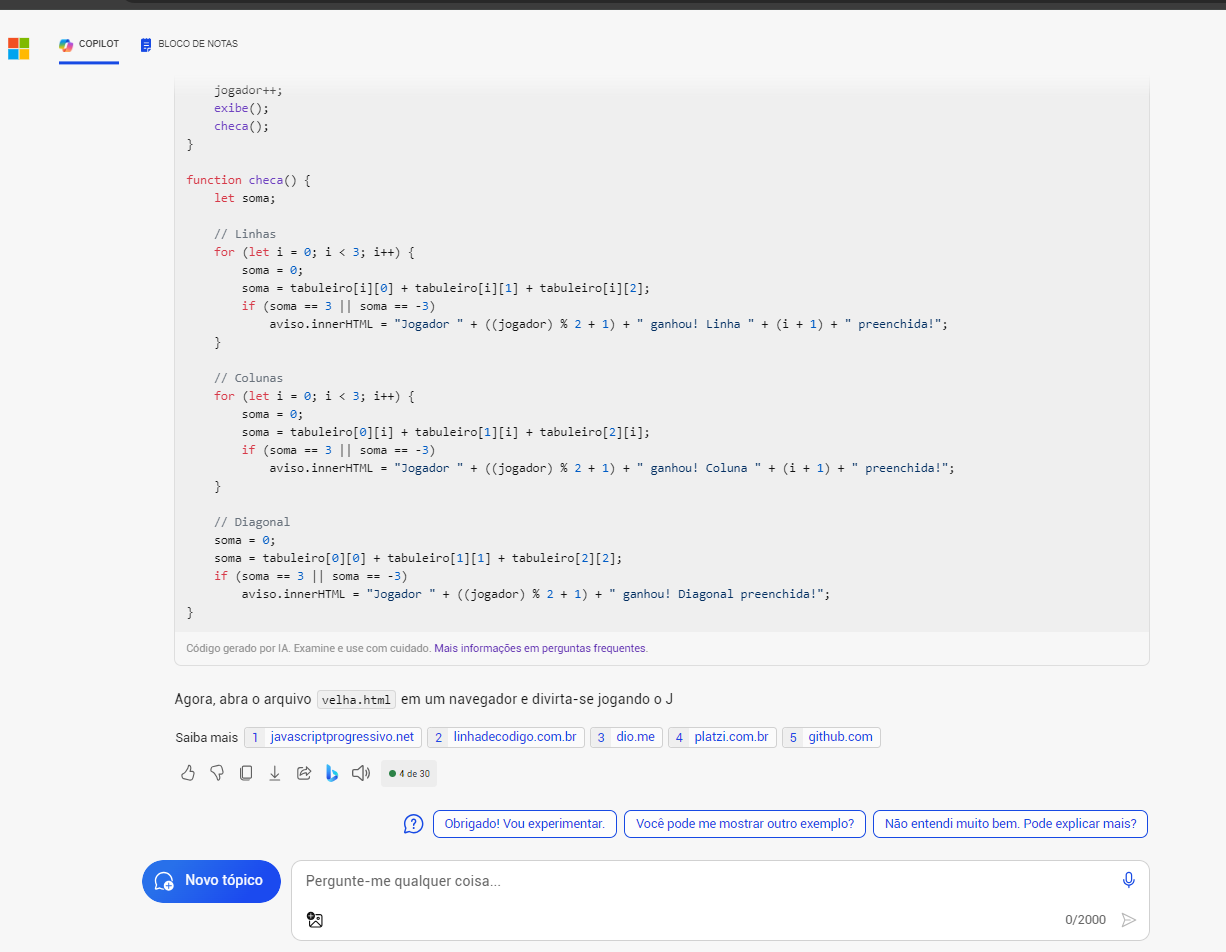 COPILOT BLOCO DE NOTAS
jogador++;
exibe();
checa();
}
function checa() {
let soma;
// Linhas
for (let i = 0; i < 3; i++) {
soma = 0;
soma = tabuleiro[i][0] + tabuleiro[i][1] + tabuleiro[i][2];
if (soma == 3 || soma == -3)
aviso.innerHTML = "Jogador " + ((jogador) % 2 + 1) + " ganhou! Linha " + (i + 1) + " preenchida!";
}
// Colunas
for (let i = 0; i < 3; i++) {
soma = 0;
soma = tabuleiro[0][i] + tabuleiro[1][i] + tabuleiro[2][i];
if (soma == 3 || soma == -3)
aviso.innerHTML = "Jogador " + ((jogador) % 2 + 1) + " ganhou! Coluna " + (i + 1) + " preenchida!";
}
// Diagonal
soma = 0;
soma = tabuleiro[0][0] + tabuleiro[1][1] + tabuleiro[2][2];
if (soma == 3 || soma == -3)
aviso.innerHTML = "Jogador " + ((jogador) % 2 + 1) + " ganhou! Diagonal preenchida!";
}
Código gerado por IA. Examine e use com cuidado. Mais informações em perguntas frequentes.
Agora, abra o arquivo velha.html em um navegador e divirta-se jogando o J
Saiba mais 1 javascriptprogressivo.net 2 linhadecodigo.com.br 3 dio.me 4 platzi.com.br 5 github.com
4 de 30
Obrigado! Vou experimentar. Você pode me mostrar outro exemplo? Não entendi muito bem. Pode explicar mais?
Novo tópico
Pergunte-me qualquer coisa...
0/2000